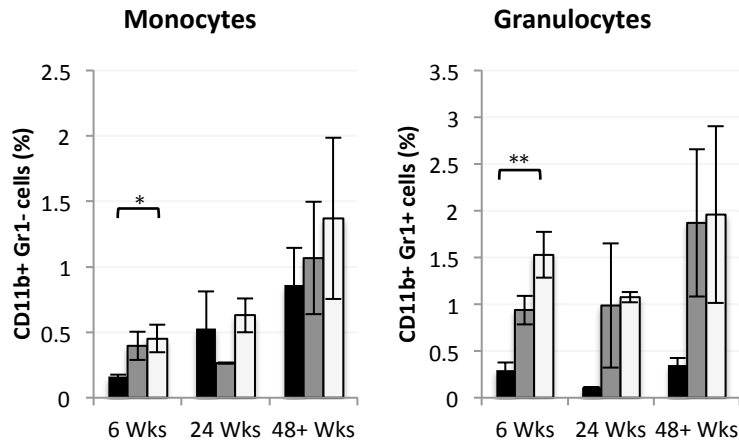 Monocytes
CD11b+ Gr1- cells (%)
2.5
2
1.5
1
0.5
0
*
6 Wks 24 Wks 48+ Wks
Granulocytes
CD11b+ Gr1+ cells (%)
3.5
3
2.5
2
1.5
1
0.5
0
**
6 Wks 24 Wks 48+ Wks